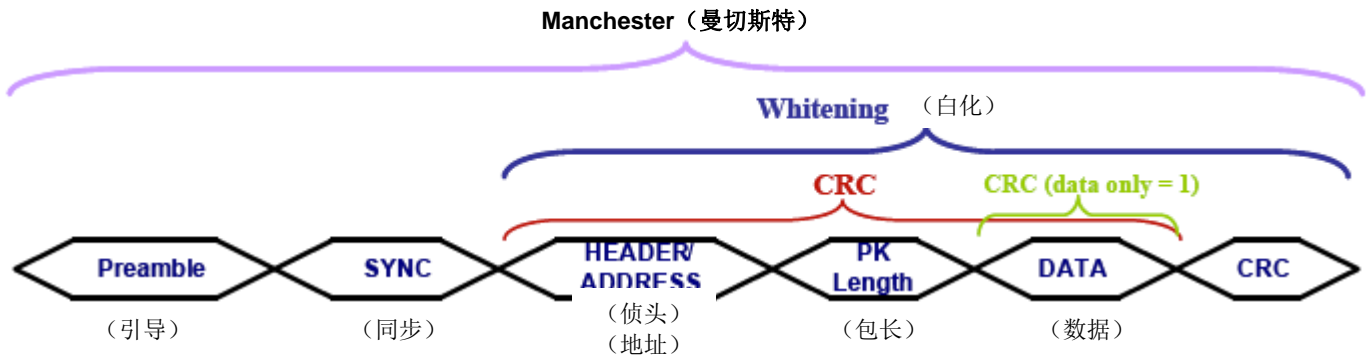 Manchester（曼切斯特）
Whitening （白化）
CRC CRC (data only = 1)
Preamble
SYNC
HEADER/
ADDRESS
PK
Length
DATA
CRC
（引导）
（同步）
（侦头）
（地址）
（包长）
（数据）